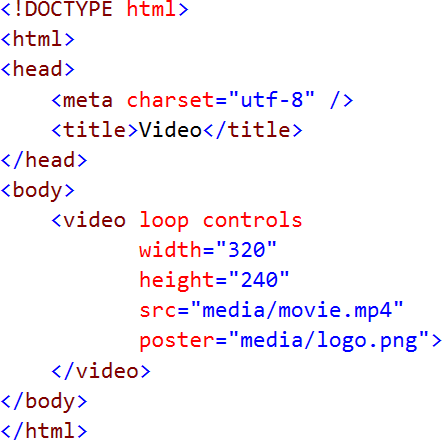 <!DOCTYPE html>
<html>
<head>
    <meta charset="utf-8" />
    <title>Video</title>
</head>
<body>
    <video loop controls
           width="320"
           height="240"
           src="media/movie.mp4"
           poster="media/logo.png">
    </video>
</body>
</html>